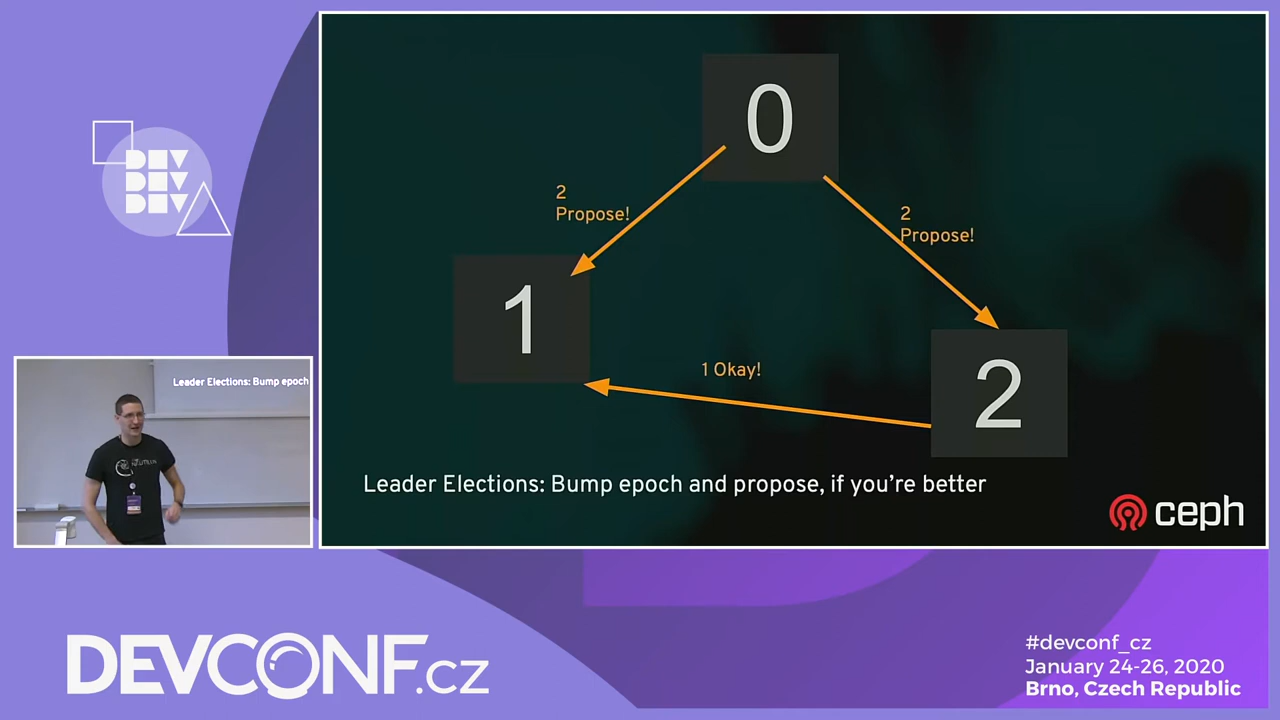 DEV
DEV
DEV
0
2
Propose!
2
Propose!
1
1 Okay!
2
Leader Elections: Bump epoch and propose, if you're better
ceph
Leader Elections: Bump epoch
NAUTILUS
DEVCONF.cz
#devconf_cz
January 24-26, 2020
Brno, Czech Republic